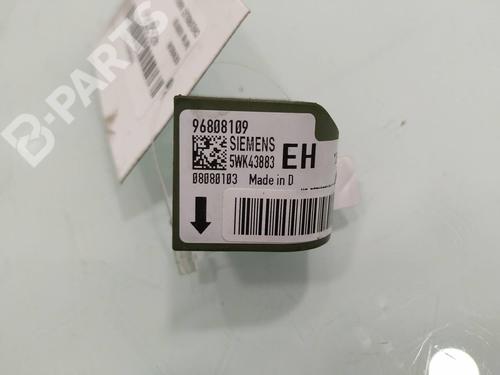 B-PARTS
96808109
SIEMENS
5WK43883
EH
08080103 Made in D